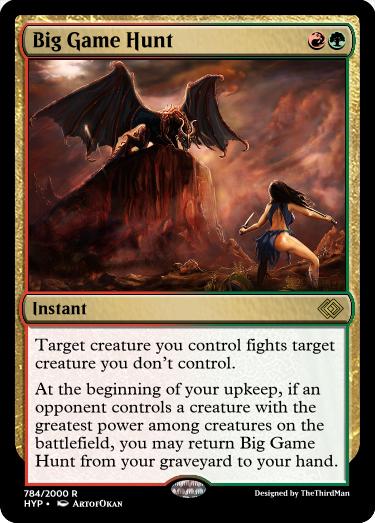 Big Game Hunt
Instant
Target creature you control fights target
creature you don't control.
At the beginning of your upkeep, if an
opponent controls a creature with the
greatest power among creatures on the
battlefield, you may return Big Game
Hunt from your graveyard to your hand.
784/2000 R
HYP • ArtofOkan
Designed by TheThirdMan